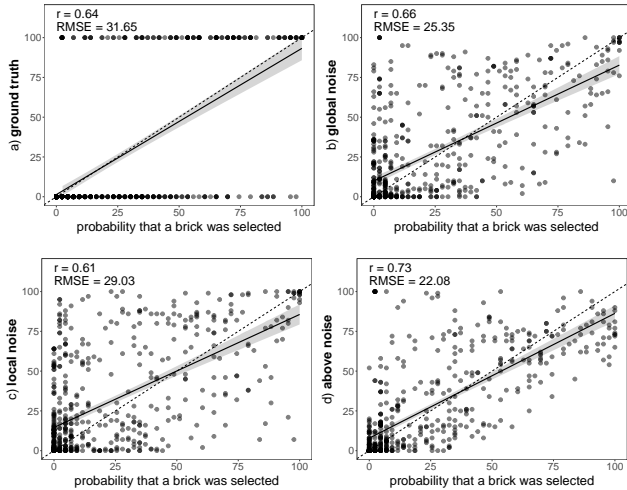 r = 0.64
RMSE = 31.65
100
75
50
25
0
a) ground truth
0 25 50 75 100
probability that a brick was selected
r = 0.66
RMSE = 25.35
100
75
50
25
0
b) global noise
0 25 50 75 100
probability that a brick was selected
r = 0.61
RMSE = 29.03
100
75
50
25
0
c) local noise
0 25 50 75 100
probability that a brick was selected
r = 0.73
RMSE = 22.08
100
75
50
25
0
d) above noise
0 25 50 75 100
probability that a brick was selected